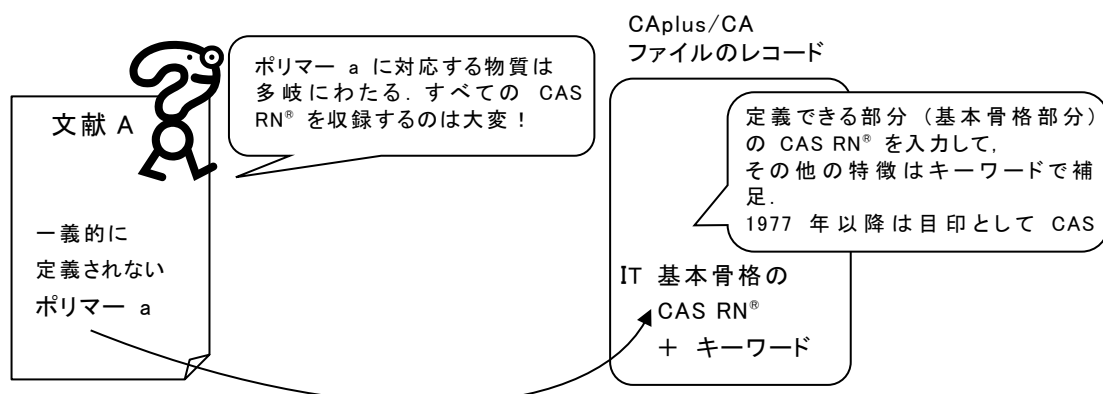 CAplus/CA
ファイルのレコード
ポリマー a に対応する物質は
多岐にわたる. すべての CAS
RN® を収録するのは大変！
文献 A
定義できる部分（基本骨格部分）
の CAS RN® を入力して,
その他の特徴はキーワードで補
足.
1977 年以降は目印として CAS
一義的に
定義されない
ポリマー a
IT 基本骨格の
CAS RN®
＋ キーワード